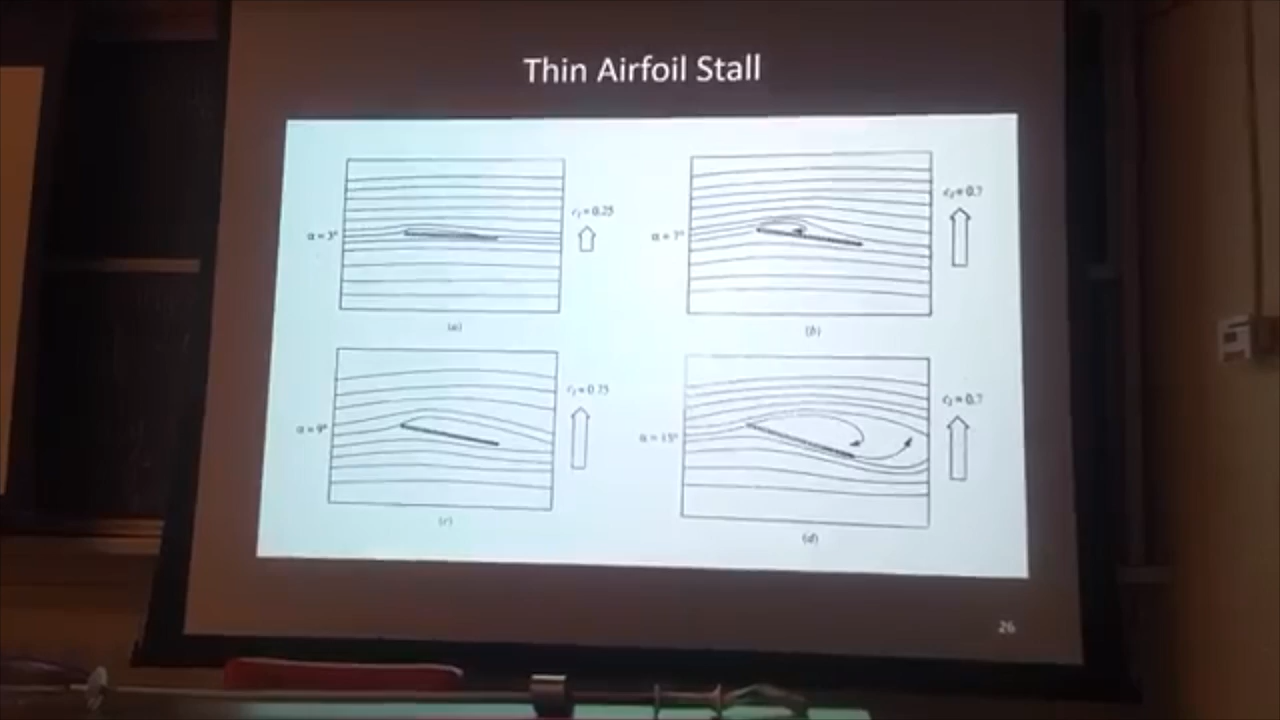 Thin Airfoil Stall
α = 3°
c_l = 0.25
(a)
α = 7°
c_l = 0.7
(b)
α = 9°
c_l = 0.75
(c)
α = 15°
c_l = 0.7
(d)
26